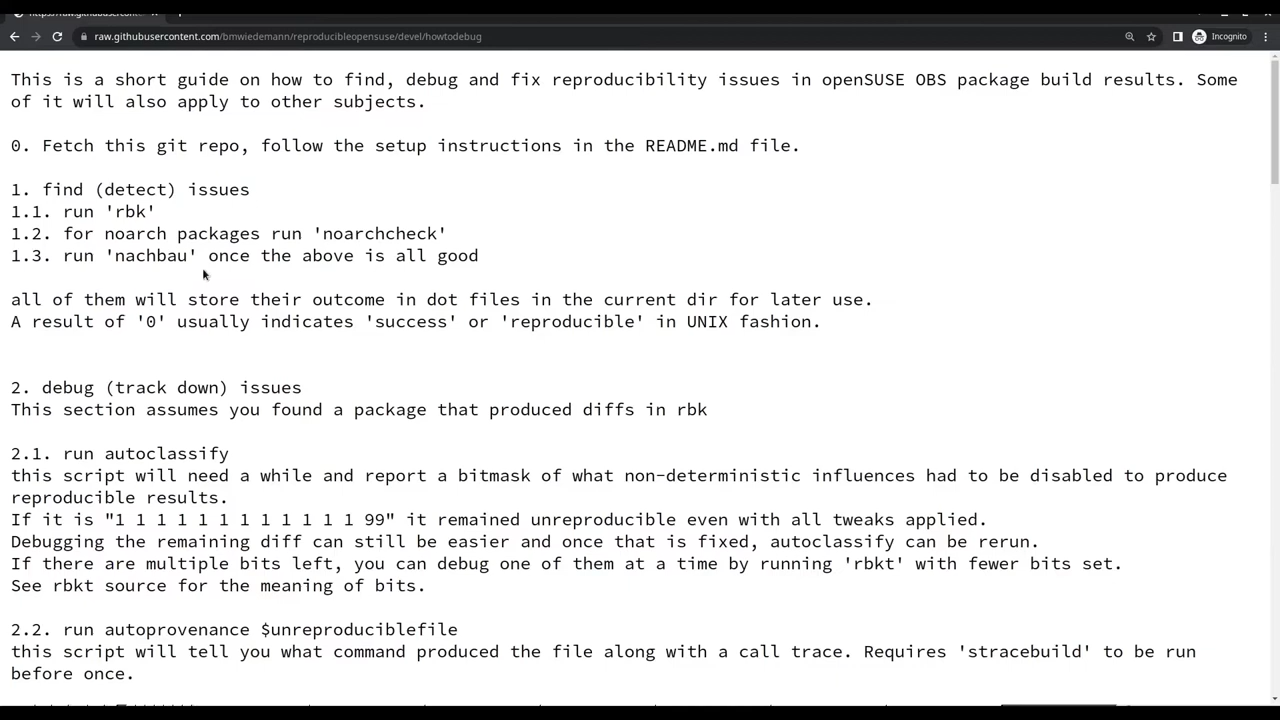 raw.githubusercontent.com/bmwiedemann/reproducibleopensuse/devel/howtodebug
Incognito
This is a short guide on how to find, debug and fix reproducibility issues in openSUSE OBS package build results. Some
of it will also apply to other subjects.
0. Fetch this git repo, follow the setup instructions in the README.md file.
1. find (detect) issues
1.1. run 'rbk'
1.2. for noarch packages run 'noarchcheck'
1.3. run 'nachbau' once the above is all good
all of them will store their outcome in dot files in the current dir for later use.
A result of '0' usually indicates 'success' or 'reproducible' in UNIX fashion.
2. debug (track down) issues
This section assumes you found a package that produced diffs in rbk
2.1. run autoclassify
this script will need a while and report a bitmask of what non-deterministic influences had to be disabled to produce
reproducible results.
If it is "1 1 1 1 1 1 1 1 1 1 1 1 99" it remained unreproducible even with all tweaks applied.
Debugging the remaining diff can still be easier and once that is fixed, autoclassify can be rerun.
If there are multiple bits left, you can debug one of them at a time by running 'rbkt' with fewer bits set.
See rbkt source for the meaning of bits.
2.2. run autoprovenance $unreproduciblefile
this script will tell you what command produced the file along with a call trace. Requires 'stracebuild' to be run
before once.